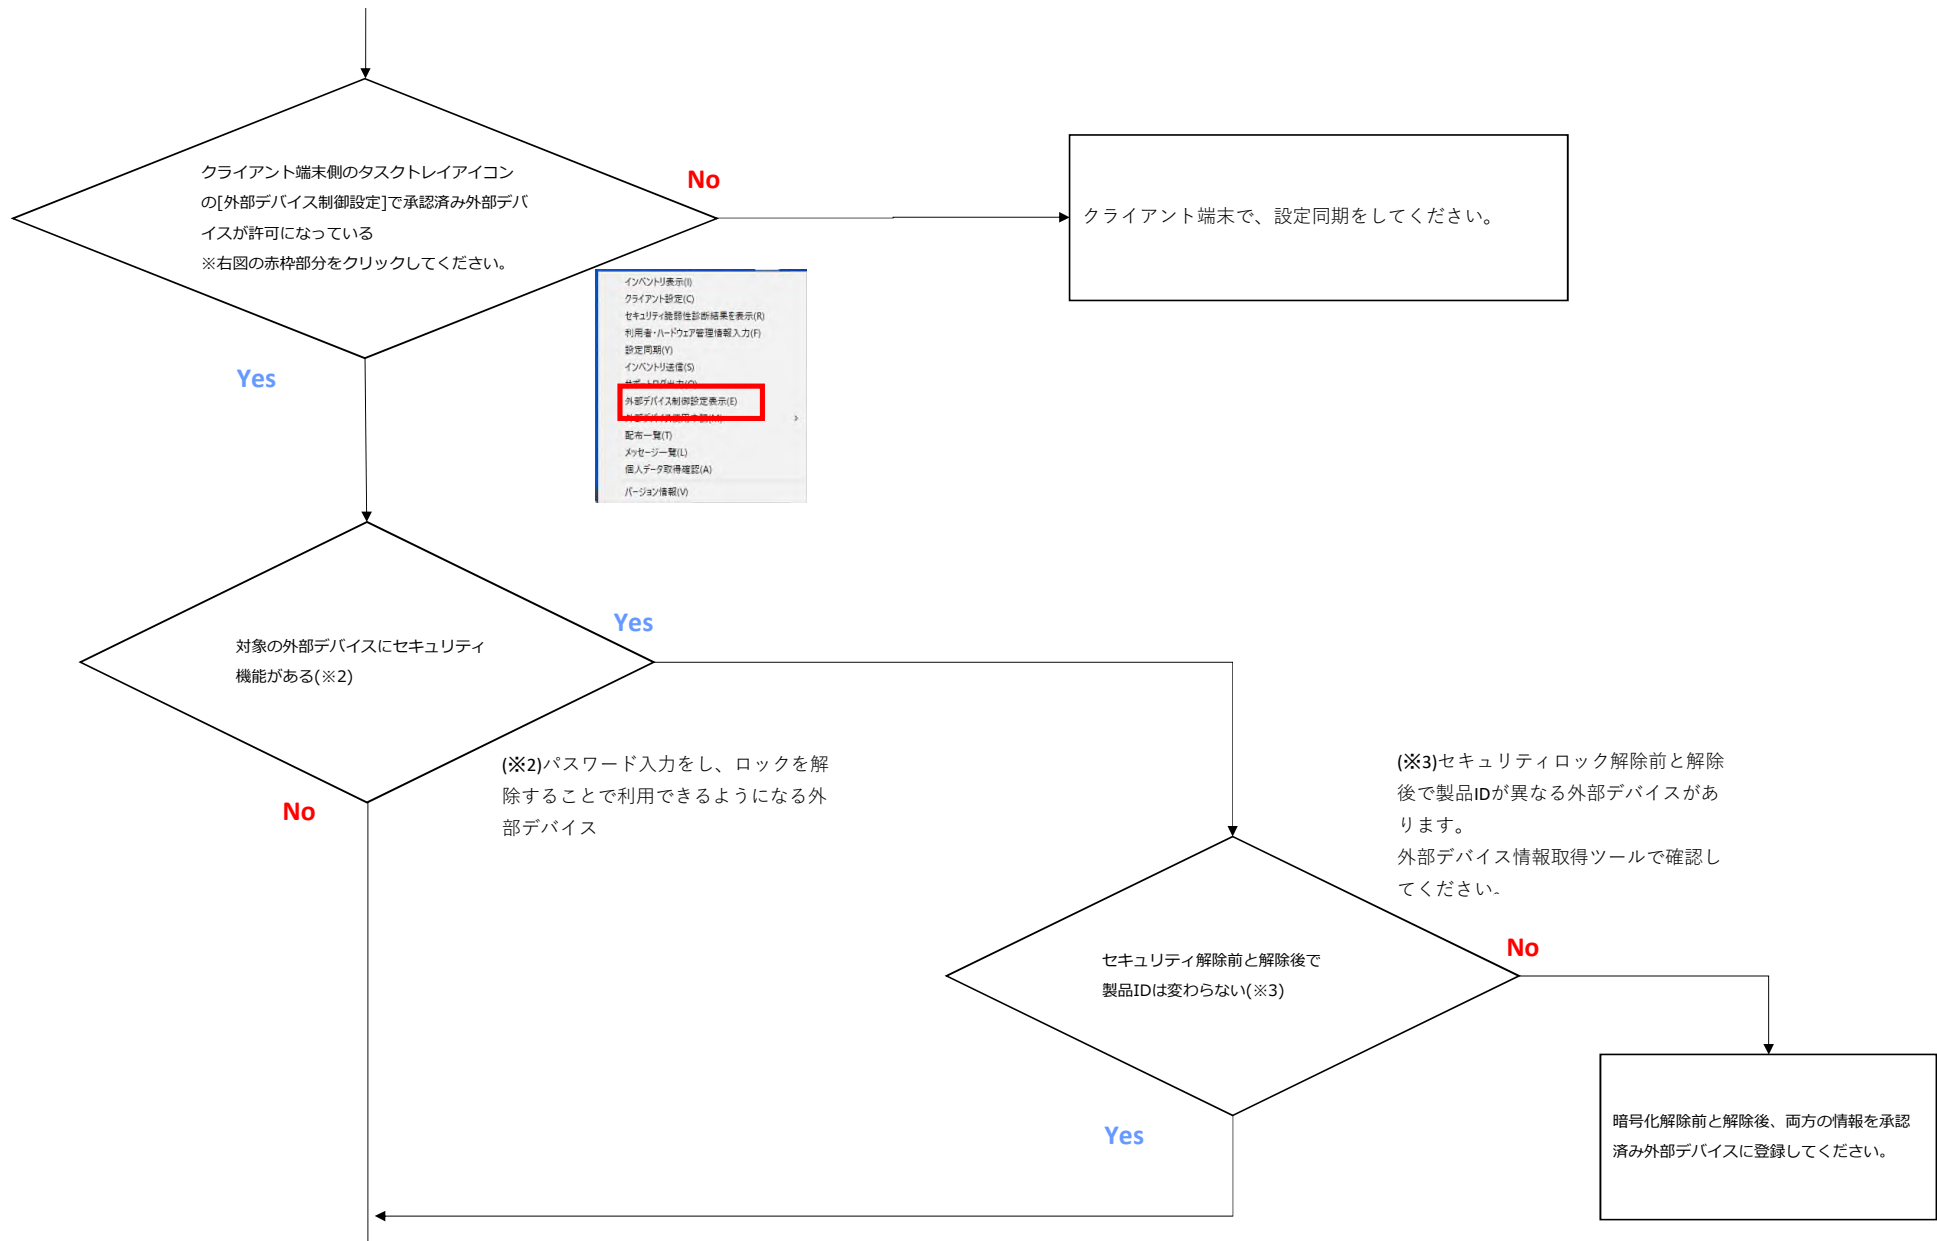 クライアント端末側のタスクトレイアイコン
の[外部デバイス制御設定]で承認済み外部デバ
イスが許可になっている
※右図の赤枠部分をクリックしてください。
No
クライアント端末で、設定同期をしてください。
インベントリ表示(I)
クライアント設定(C)
セキュリティ脆弱性診断結果を表示(R)
利用者・ハードウェア管理情報入力(F)
設定同期(Y)
インベントリ送信(S)
サポートログ出力(O)
外部デバイス制御設定表示(E)
外部デバイス使用申請(M)
配布一覧(T)
メッセージ一覧(L)
個人データ取得確認(A)
バージョン情報(V)
Yes
対象の外部デバイスにセキュリティ
機能がある(※2)
Yes
(※2)パスワード入力をし、ロックを解
除することで利用できるようになる外
部デバイス
No
(※3)セキュリティロック解除前と解除
後で製品IDが異なる外部デバイスがあ
ります。
外部デバイス情報取得ツールで確認し
てください。
セキュリティ解除前と解除後で
製品IDは変わらない(※3)
No
Yes
暗号化解除前と解除後、両方の情報を承認
済み外部デバイスに登録してください。